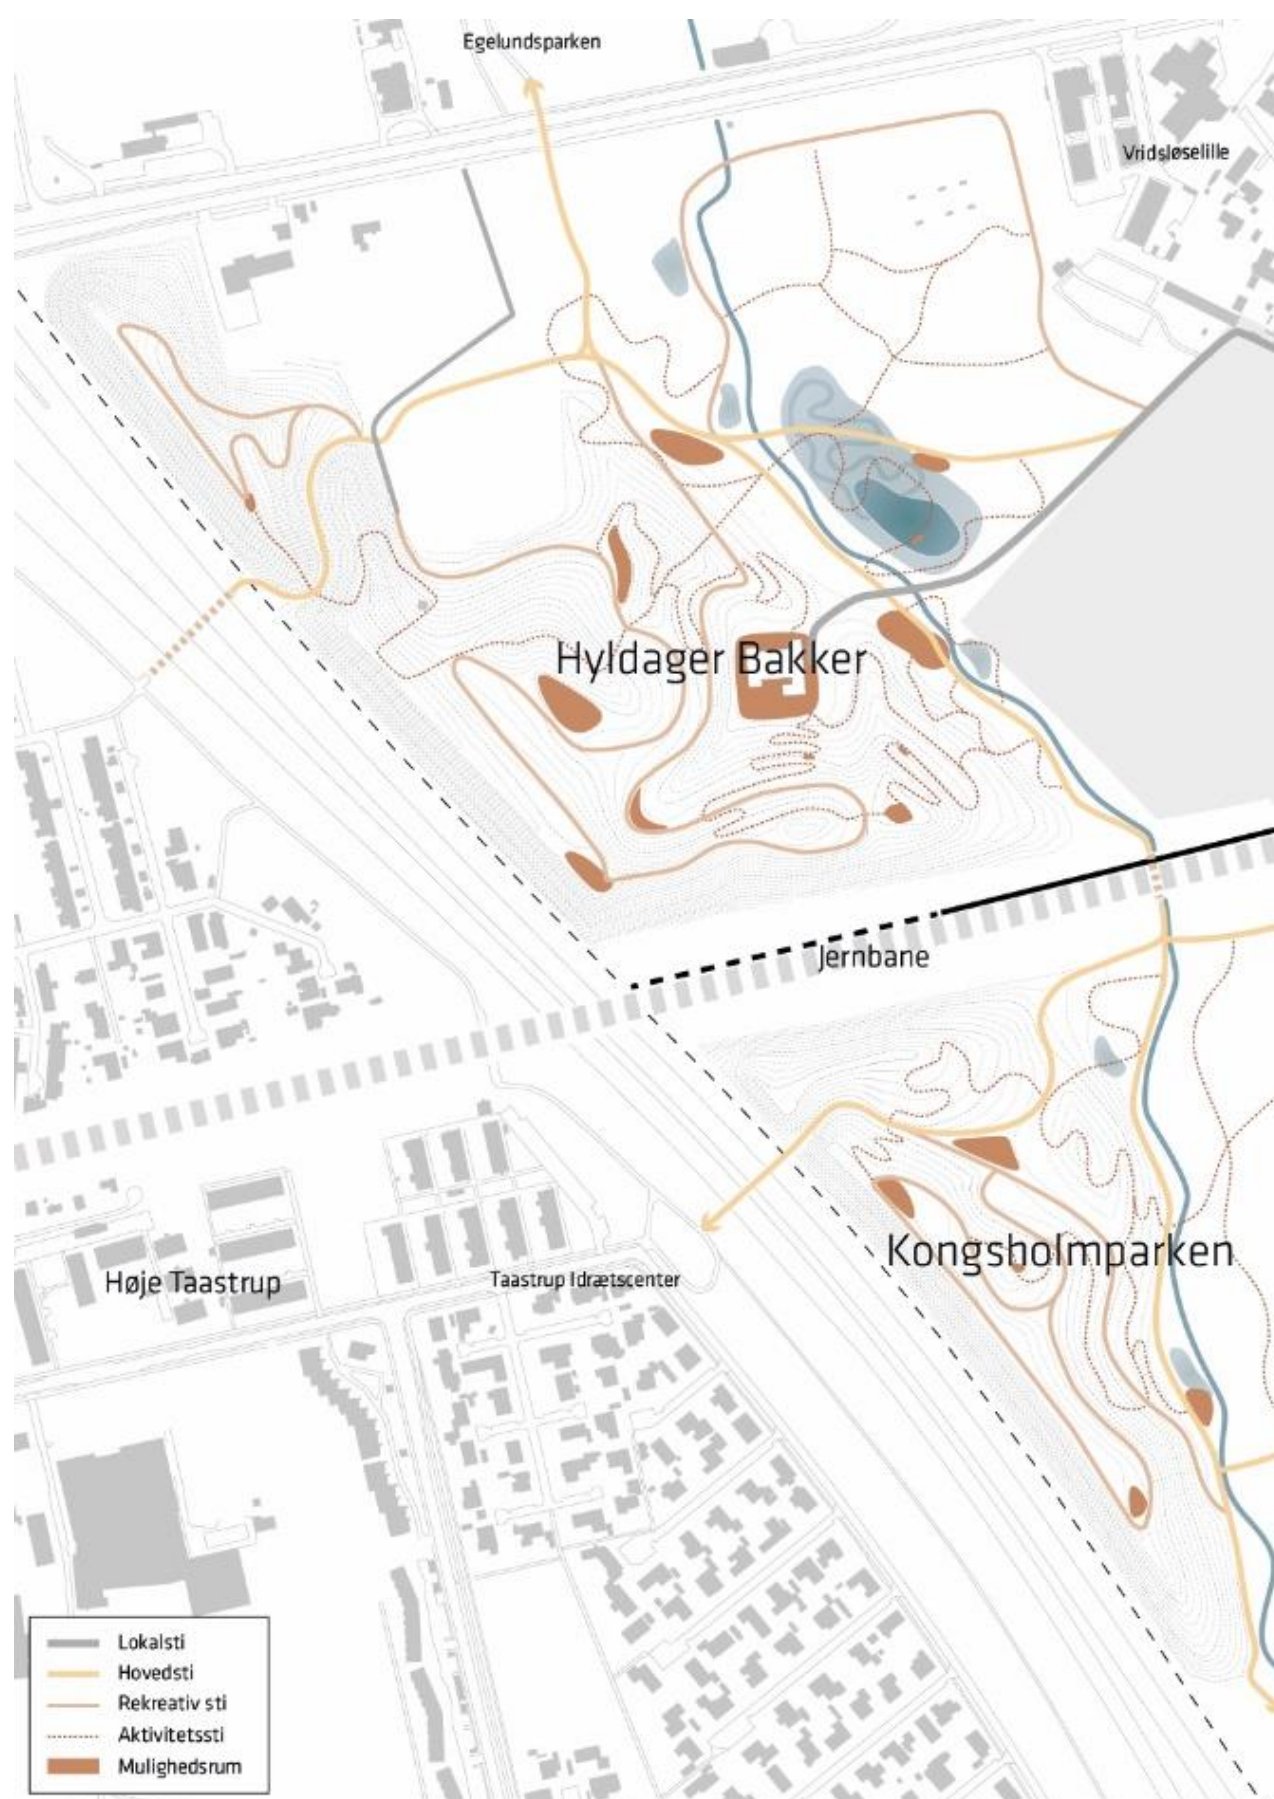 Egelundsparken
Vridsløselille
Hyldager Bakker
Jernbane
Kongsholmparken
Høje Taastrup
Taastrup Idrætscenter
Lokalsti
Hovedsti
Rekreativ sti
Aktivitetssti
Mulighedsrum